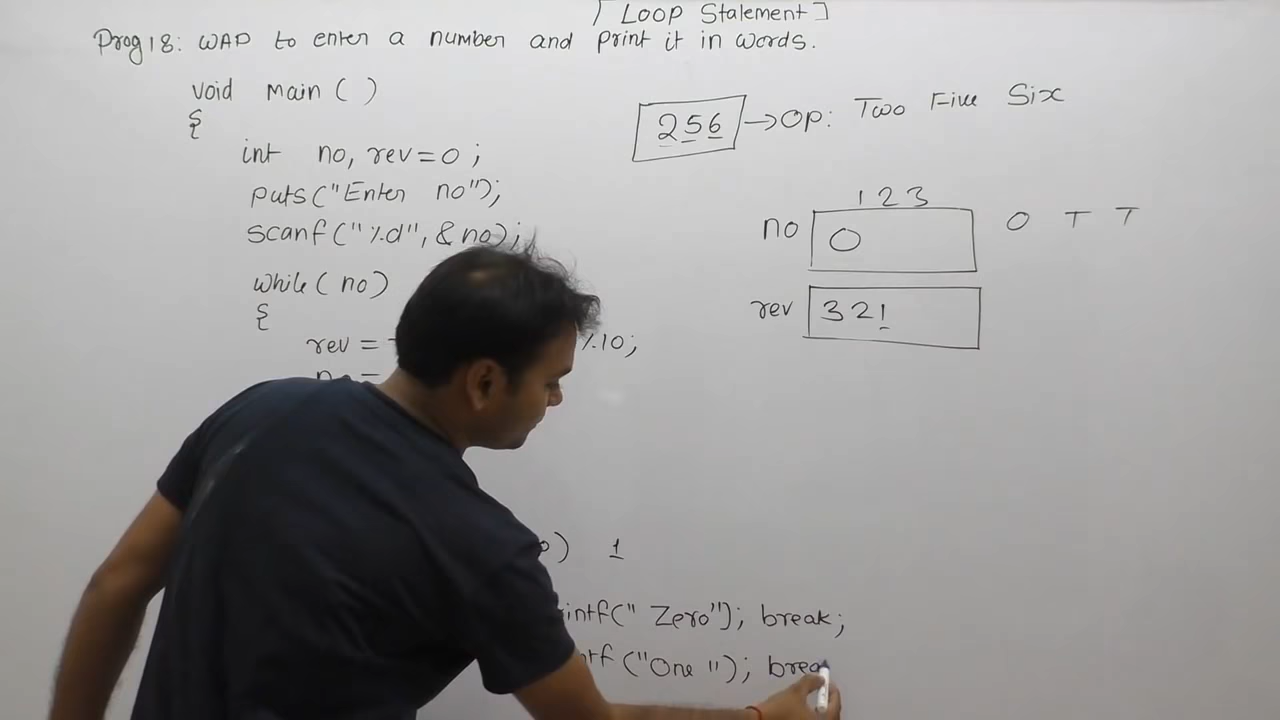 [ LOOP Statement ]
Prog 18: WAP to enter a number and print it in words.
void main ( )
{
int no, rev = 0 ;
puts ("Enter no");
scanf ("%d", &no);
while ( no )
{
rev =
%10;
256 → Op: Two Five Six
1 2 3
no 0 O T T
rev 3 2 1
) 1
intf (" Zero"); break;
ntf ("One "); brea